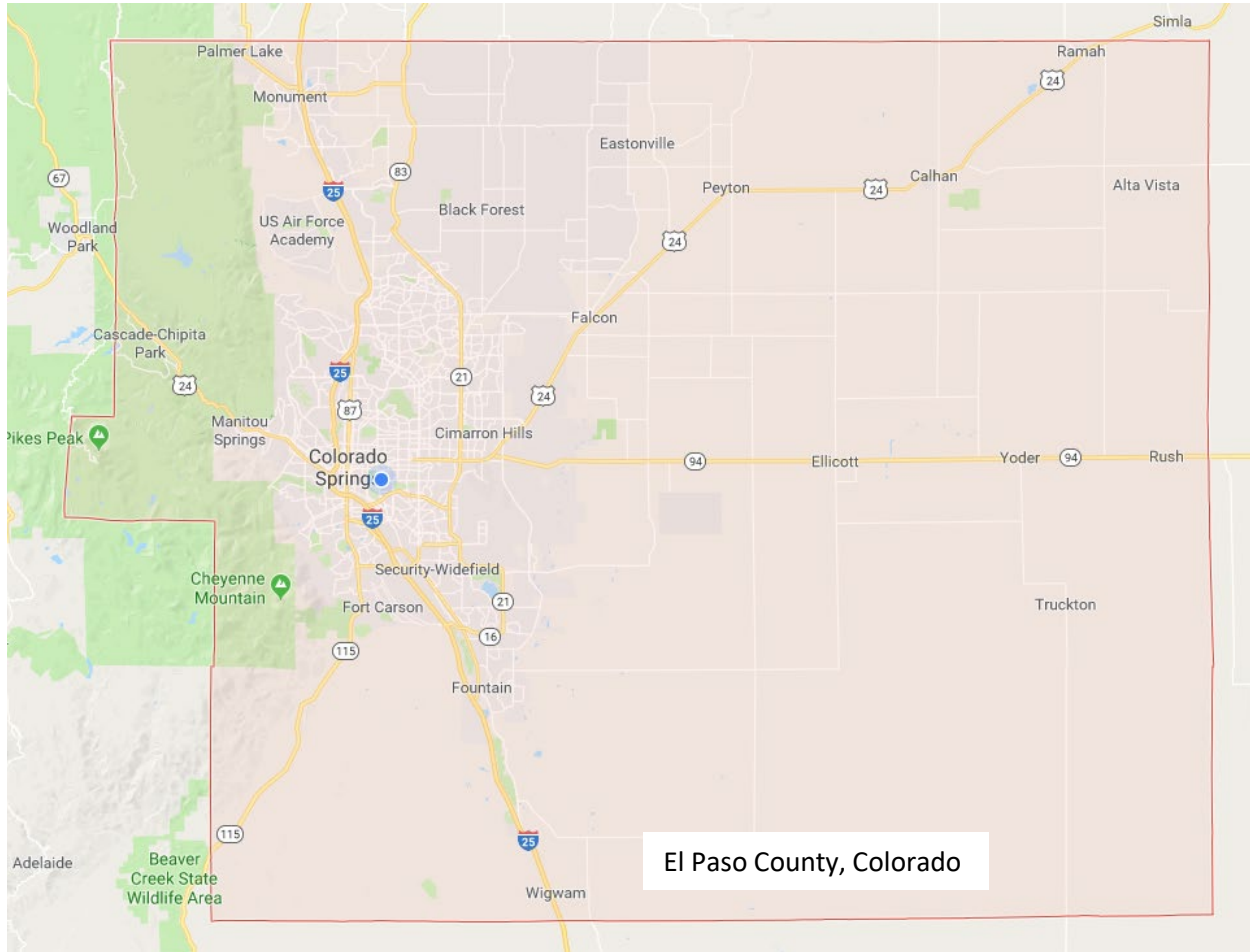 Simla
Palmer Lake
Ramah
24
Monument
Eastonville
83
67
25
Peyton
24
Calhan
Alta Vista
Black Forest
US Air Force
Academy
Woodland
Park
24
Falcon
Cascade-Chipita
Park
25
21
24
24
87
Manitou
Springs
Cimarron Hills
Pikes Peak
Colorado
Spring
94
Ellicott
Yoder
94
Rush
25
Security-Widefield
Cheyenne
Mountain
21
Fort Carson
Truckton
16
115
Fountain
115
25
El Paso County, Colorado
Adelaide
Beaver
Creek State
Wildlife Area
Wigwam